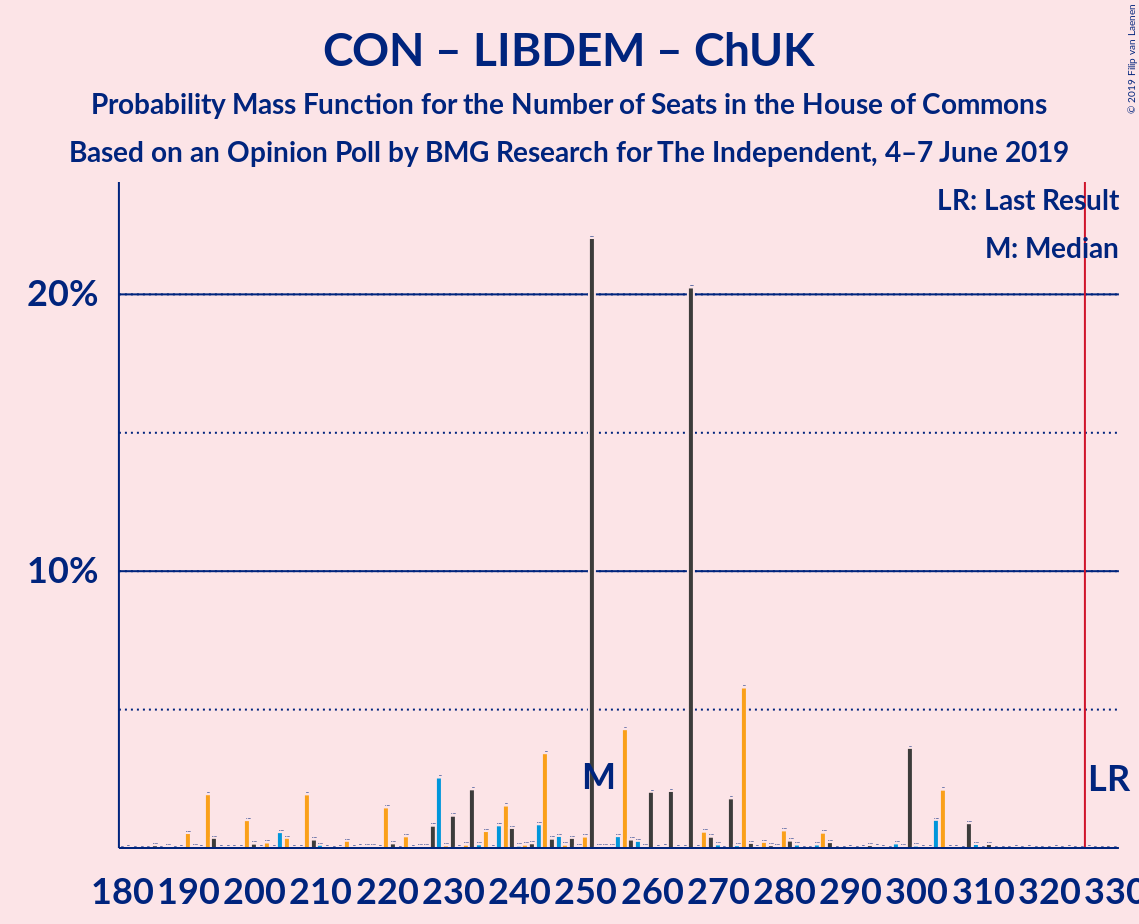 CON – LIBDEM – ChUK
Probability Mass Function for the Number of Seats in the House of Commons
Based on an Opinion Poll by BMG Research for The Independent, 4–7 June 2019
© 2019 Filip van Laenen
LR: Last Result
M: Median
20%
10%
M
LR
180 190 200 210 220 230 240 250 260 270 280 290 300 310 320 330